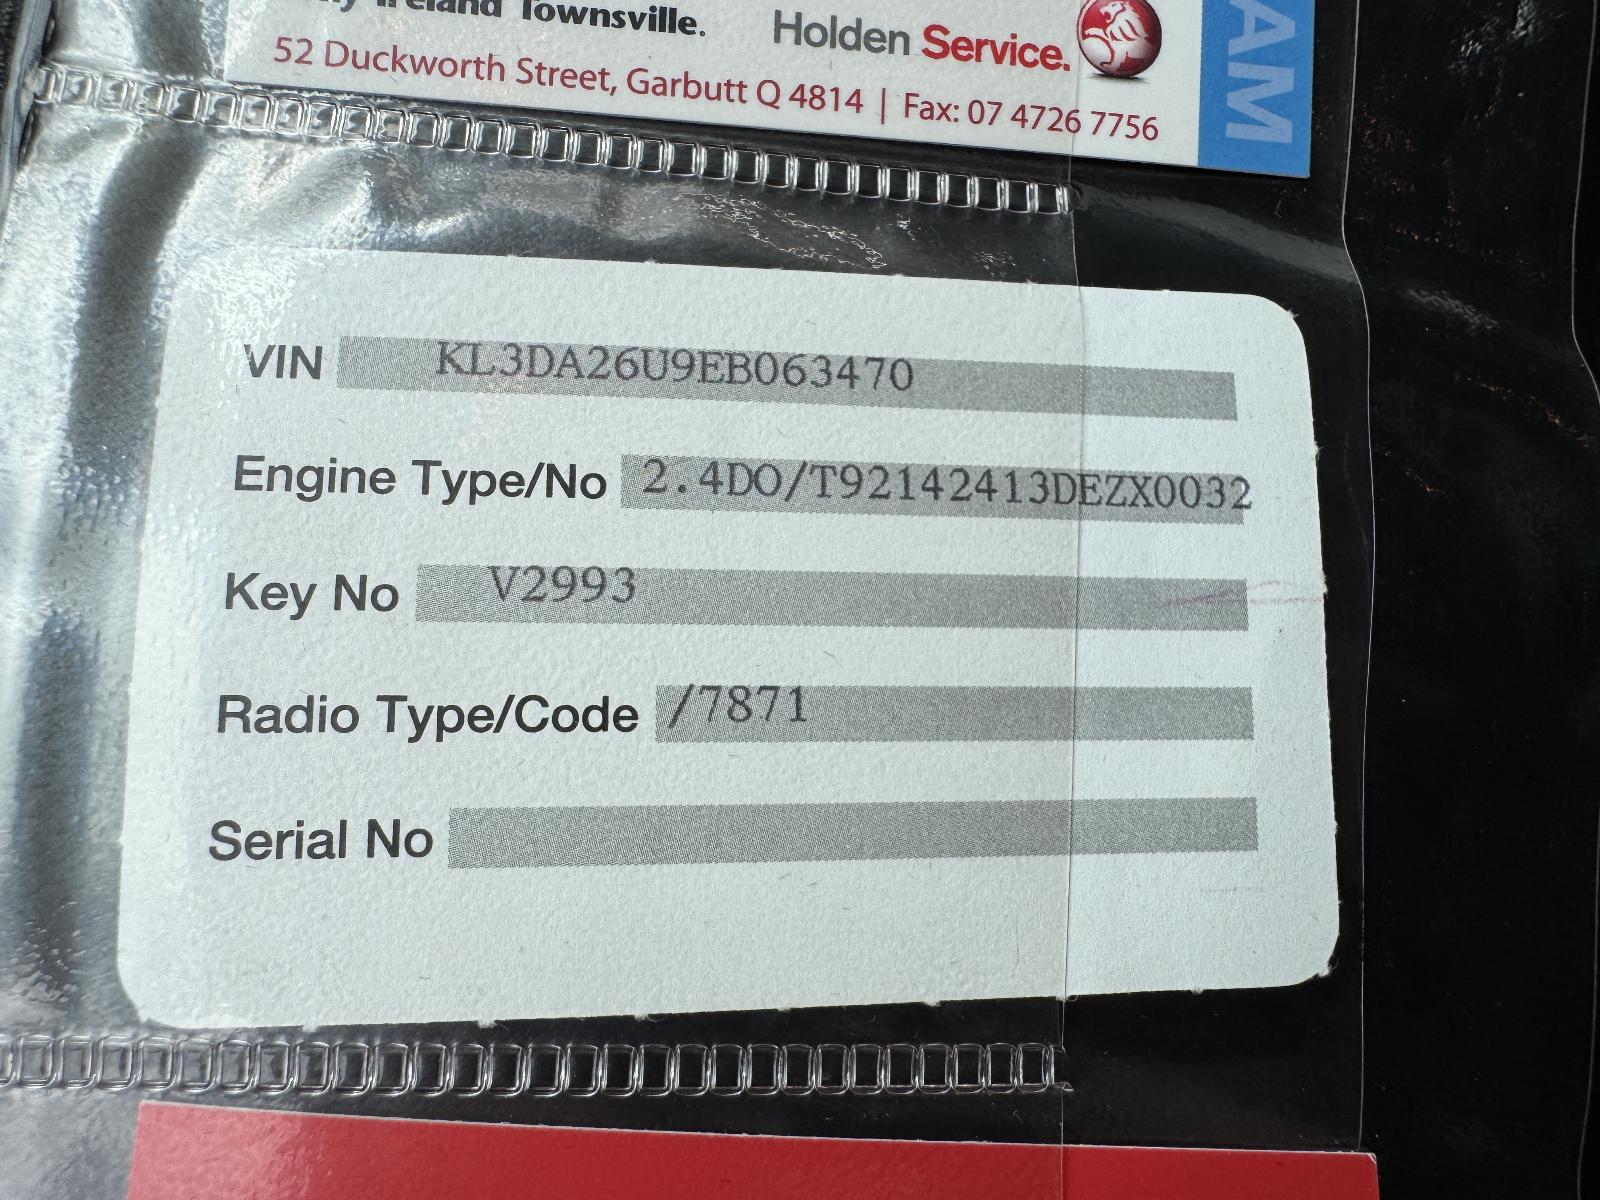 Ireland Townsville.
Holden Service.
52 Duckworth Street, Garbutt Q 4814 | Fax: 07 4726 7756
AM
VIN KL3DA26U9EB063470
Engine Type/No 2.4DO/T92142413DEZX0032
Key No V2993
Radio Type/Code /7871
Serial No